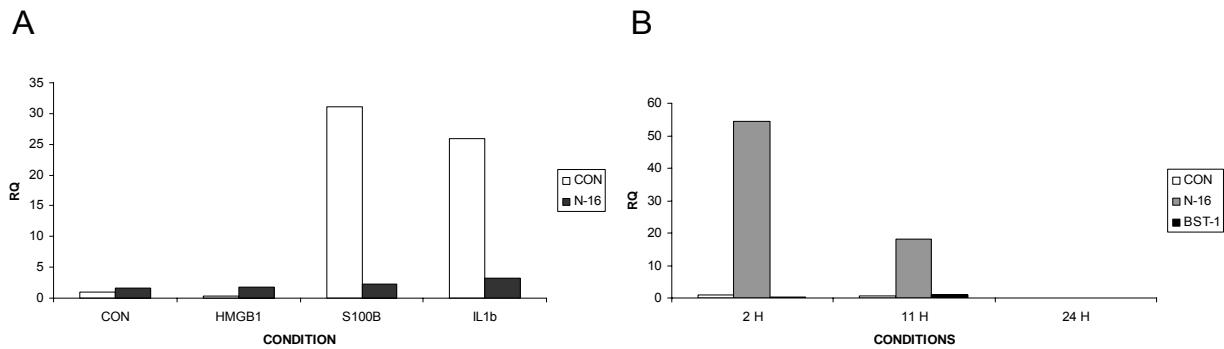 A
RQ
35
30
25
20
15
10
5
0
CON
HMGB1
S100B
IL1b
CONDITION
CON
N-16
B
RQ
60
50
40
30
20
10
0
2 H
11 H
24 H
CONDITIONS
CON
N-16
BST-1